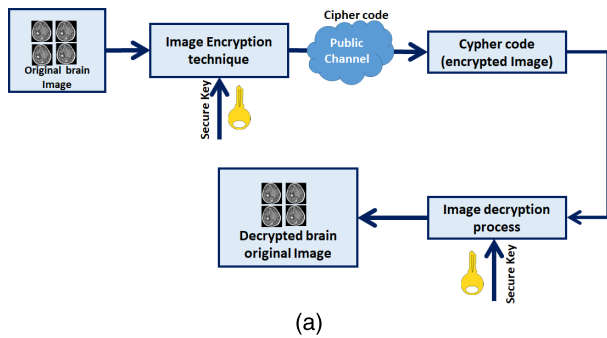 Original brain
Image
Image Encryption
technique
Secure Key
Cipher code
Public
Channel
Cypher code
(encrypted Image)
Decrypted brain
original Image
Image decryption
process
Secure Key
(a)